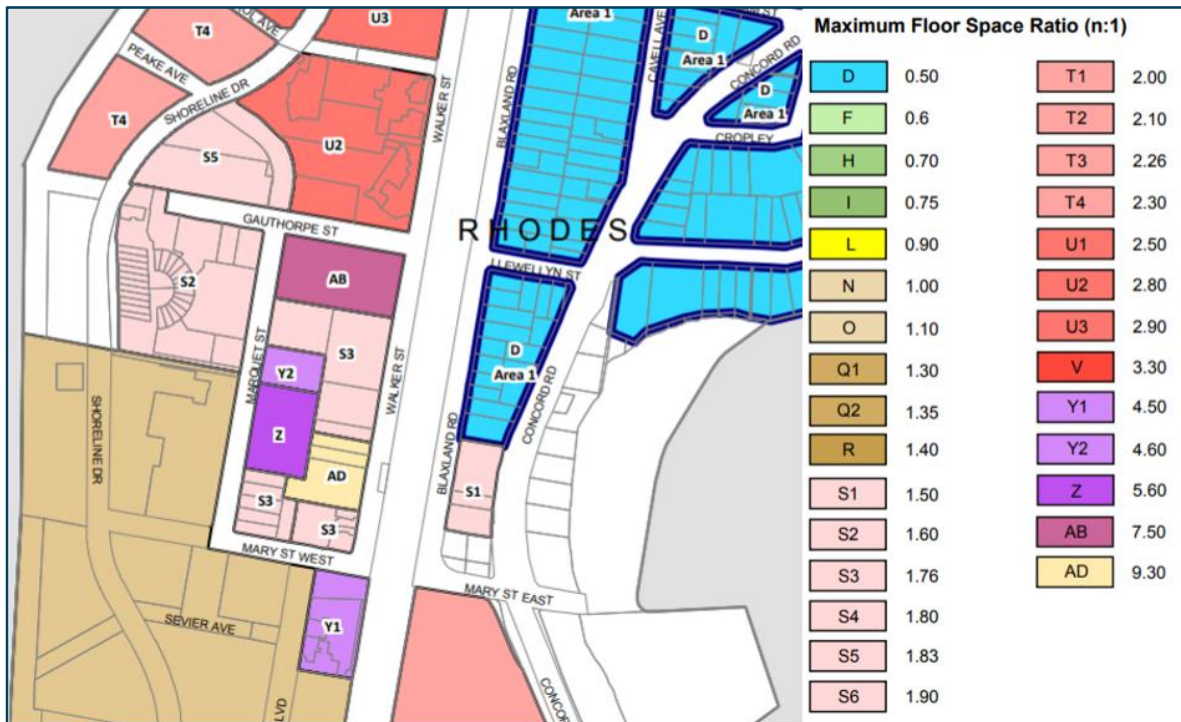 T4
OL AVE
U3
Area 1
CAVELL AVE
D
Area 1
CONCORD RD
PEAKE AVE
SHORELINE DR
WALKER ST
BLAXLAND RD
D
Area 1
T4
S5
U2
CROPLEY
GAUTHORPE ST
RHODES
LLEWELLYN ST
S2
AB
S3
MARQUET ST
Y2
WALKER ST
D
Area 1
CONCORD RD
SHORELINE DR
Z
AD
BLAXLAND RD
S1
S3
S3
MARY ST WEST
MARY ST EAST
SEVIER AVE
Y1
LVD
CONCOR
Maximum Floor Space Ratio (n:1)
D 0.50
F 0.6
H 0.70
I 0.75
L 0.90
N 1.00
O 1.10
Q1 1.30
Q2 1.35
R 1.40
S1 1.50
S2 1.60
S3 1.76
S4 1.80
S5 1.83
S6 1.90
T1 2.00
T2 2.10
T3 2.26
T4 2.30
U1 2.50
U2 2.80
U3 2.90
V 3.30
Y1 4.50
Y2 4.60
Z 5.60
AB 7.50
AD 9.30